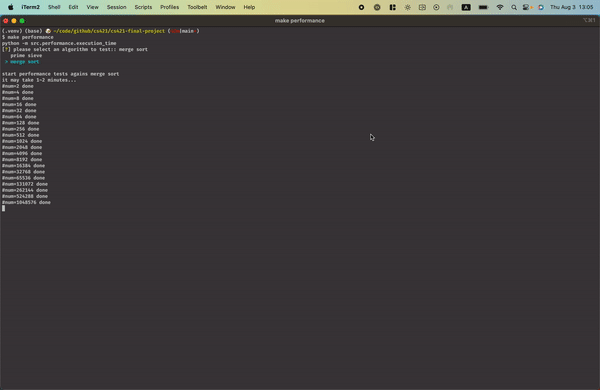 iTerm2 Shell Edit View Session Scripts Profiles Toolbelt Window Help Thu Aug 3 13:05
make performance
(.venv) (base) ~/code/github/cs421/cs421-final-project (main )
$ make performance
python -m src.performance.execution_time
[?] please select an algorithm to test:: merge sort
prime sieve
> merge sort
start performance tests agains merge sort
it may take 1-2 minutes...
#num=2 done
#num=4 done
#num=8 done
#num=16 done
#num=32 done
#num=64 done
#num=128 done
#num=256 done
#num=512 done
#num=1024 done
#num=2048 done
#num=4096 done
#num=8192 done
#num=16384 done
#num=32768 done
#num=65536 done
#num=131072 done
#num=262144 done
#num=524288 done
#num=1048576 done